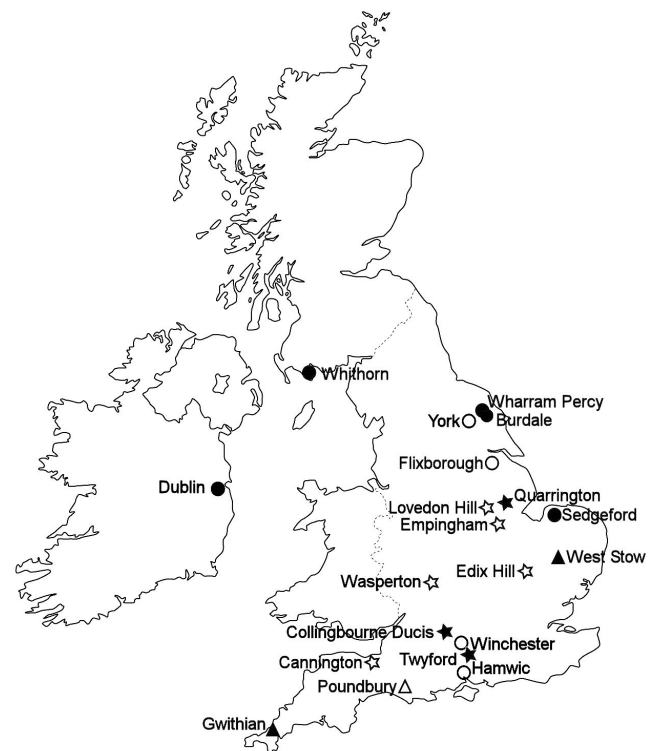 Whithorn
Wharram Percy
York
Burdale
Flixborough
Dublin
Quarrington
Lovedon Hill
Sedgeford
Empingham
West Stow
Edix Hill
Wasperton
Collingbourne Ducis
Winchester
Twyford
Cannington
Hamwic
Poundbury
Gwithian